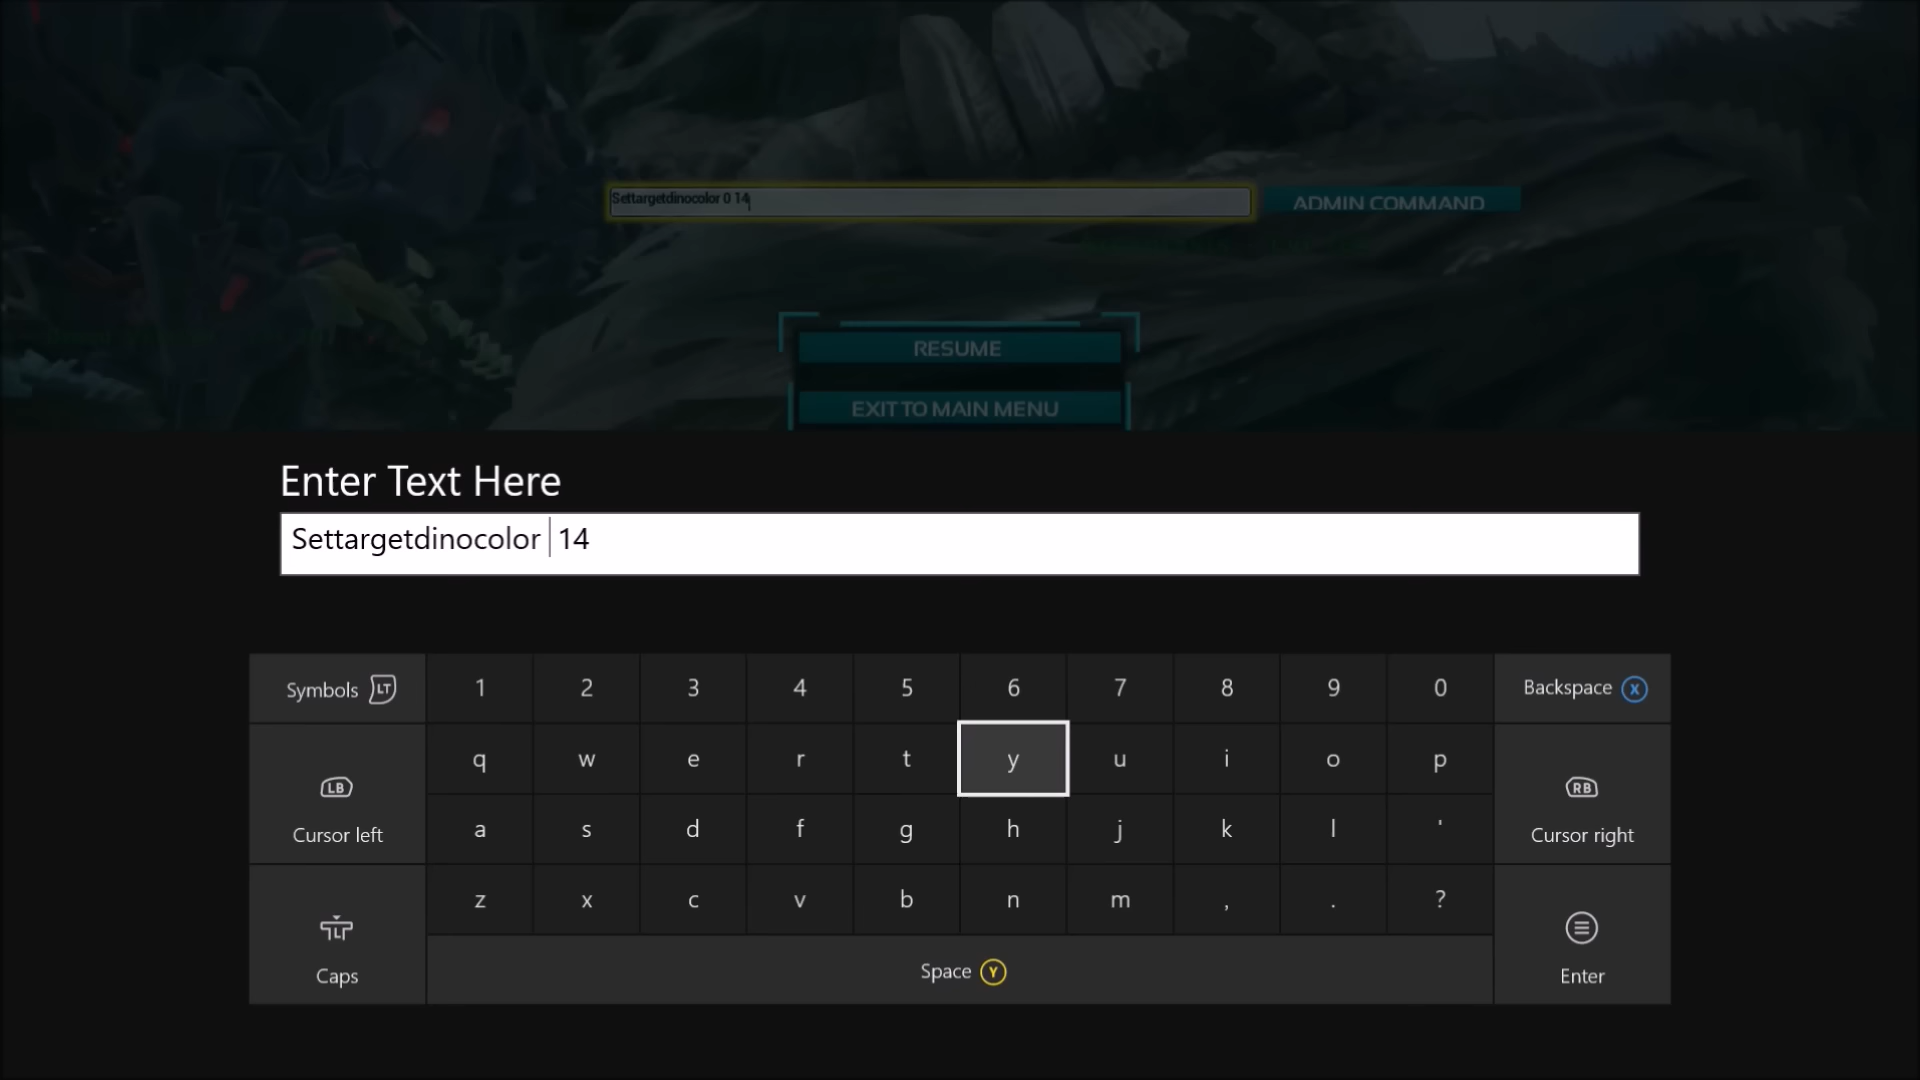 Settargetdinocolor 0 14
ADMIN COMMAND
RESUME
EXIT TO MAIN MENU
Enter Text Here
Settargetdinocolor 14
Symbols LT 1 2 3 4 5 6 7 8 9 0 Backspace X
q w e r t y u i o p
LB RB
Cursor left a s d f g h j k l ' Cursor right
z x c v b n m , . ?
Caps Space Y Enter